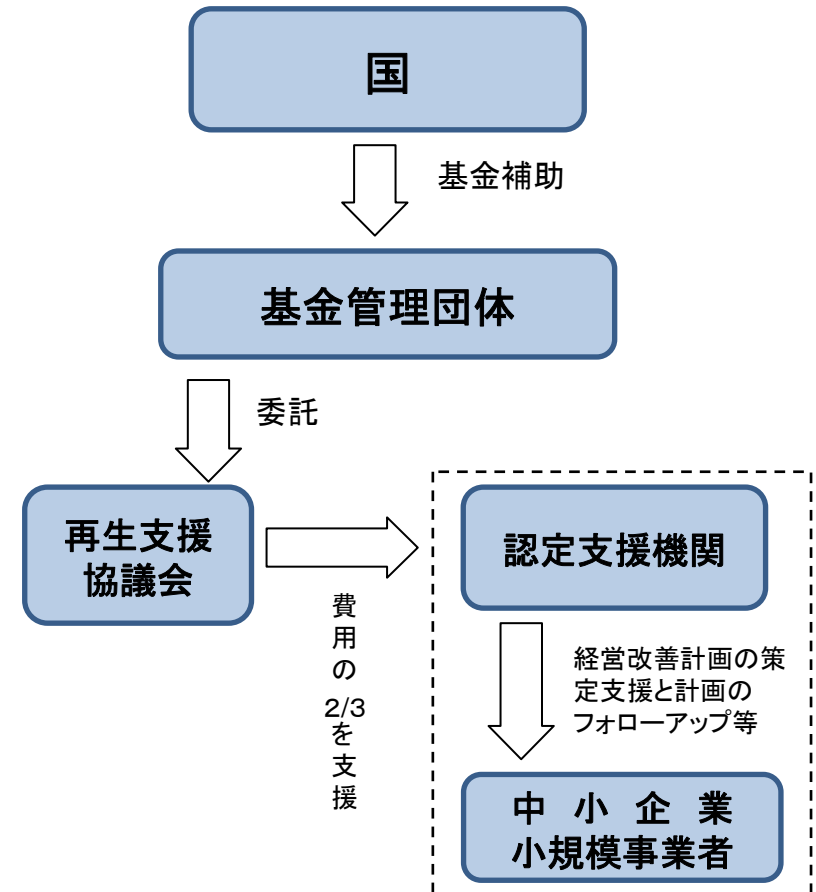 国
基金補助
基金管理団体
委託
再生支援
協議会
費用の2/3を支援
認定支援機関
経営改善計画の策
定支援と計画の
フォローアップ等
中 小 企 業
小規模事業者